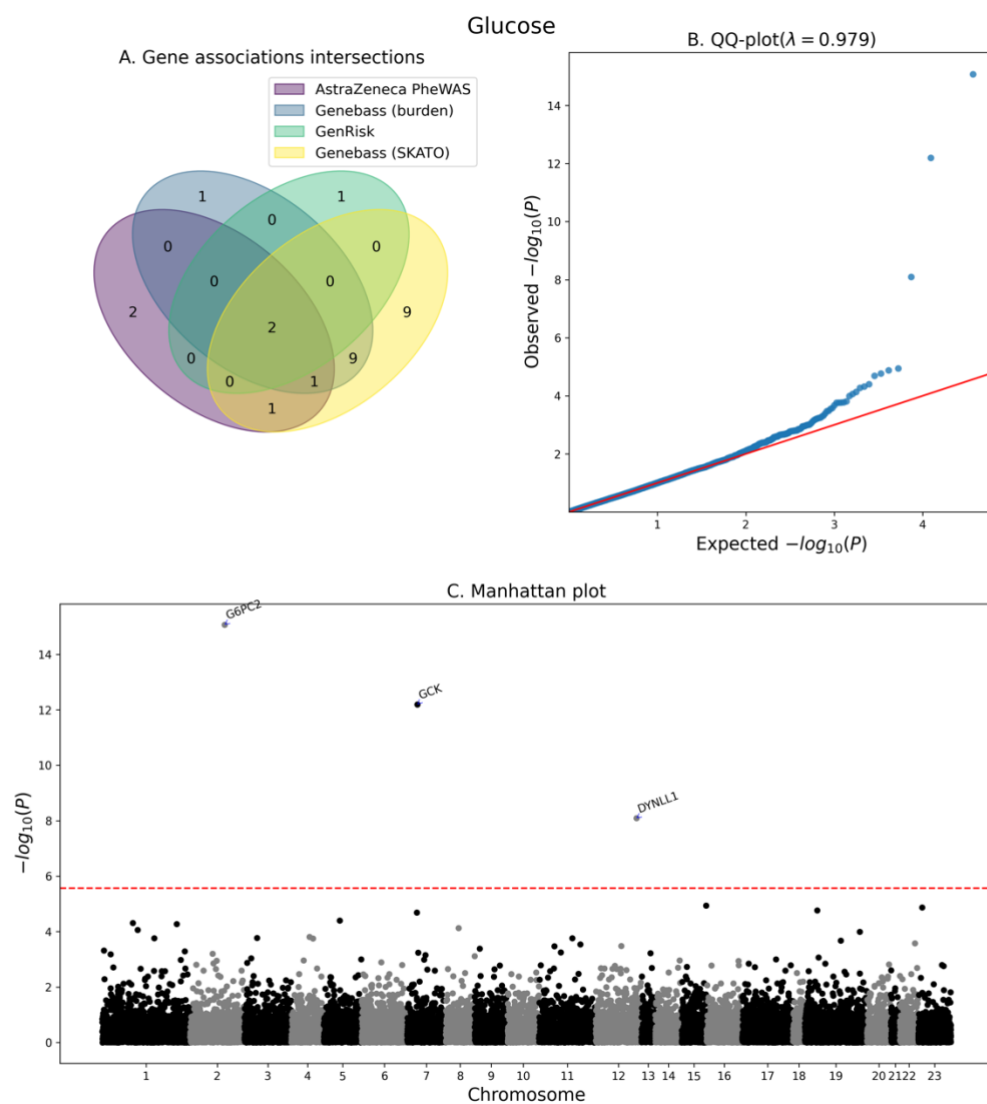 Glucose
A. Gene associations intersections
AstraZeneca PheWAS
Genebass (burden)
GenRisk
Genebass (SKATO)
1
0
1
0
0
0
0
2
9
2
0
9
0
1
1
B. QQ-plot(λ = 0.979)
Observed −log₁₀(P)
14
12
10
8
6
4
2
1
2
3
4
Expected −log₁₀(P)
C. Manhattan plot
−log₁₀(P)
14
12
10
8
6
4
2
0
G6PC2
GCK
DYNLL1
1 2 3 4 5 6 7 8 9 10 11 12 13 14 15 16 17 18 19 20 21 22 23
Chromosome